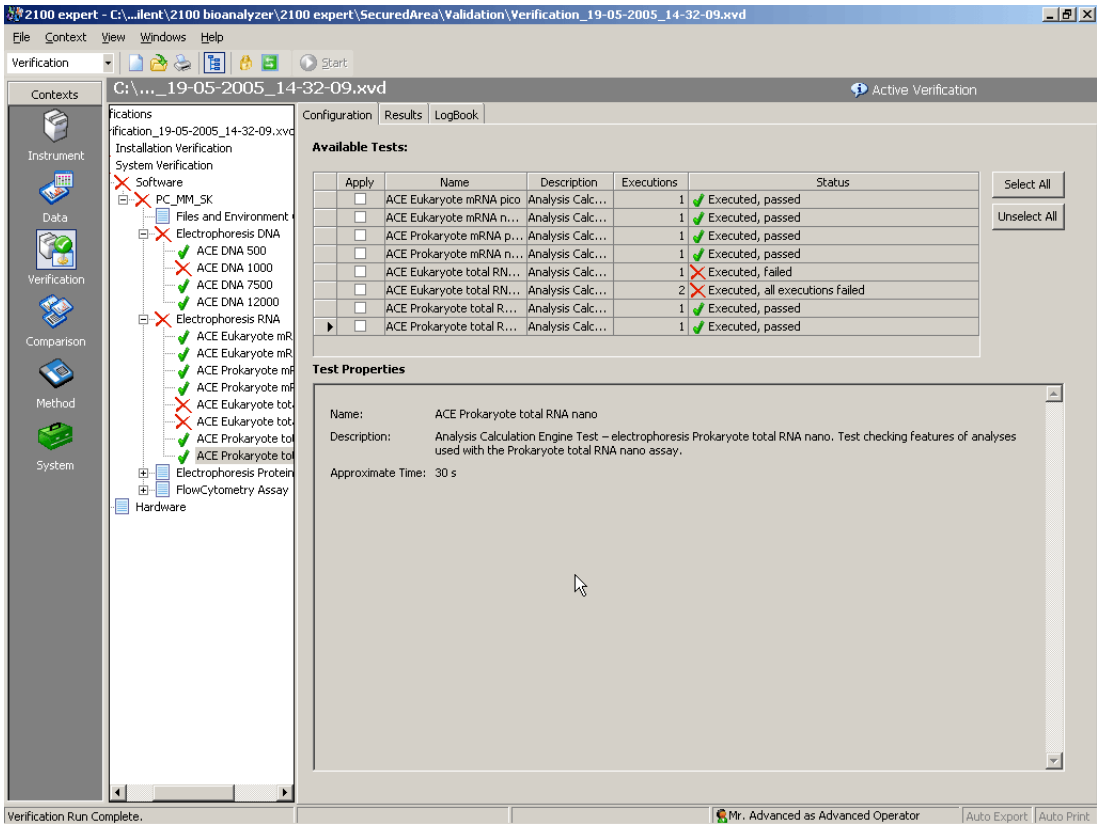 2100 expert - C:\...ilent\2100 bioanalyzer\2100 expert\SecuredArea\Validation\Verification_19-05-2005_14-32-09.xvd
File Context View Windows Help
Verification Start
Contexts
C:\..._19-05-2005_14-32-09.xvd
Active Verification
Instrument
Data
Verification
Comparison
Method
System
fications
rification_19-05-2005_14-32-09.xvd
Installation Verification
System Verification
Software
PC_MM_SK
Files and Environment
Electrophoresis DNA
ACE DNA 500
ACE DNA 1000
ACE DNA 7500
ACE DNA 12000
Electrophoresis RNA
ACE Eukaryote mR
ACE Eukaryote mR
ACE Prokaryote mR
ACE Prokaryote mR
ACE Eukaryote tot
ACE Eukaryote tot
ACE Prokaryote tot
ACE Prokaryote tot
Electrophoresis Protein
FlowCytometry Assay
Hardware
Configuration Results LogBook
Available Tests:
Apply Name Description Executions Status
ACE Eukaryote mRNA pico Analysis Calc... 1 Executed, passed
ACE Eukaryote mRNA n... Analysis Calc... 1 Executed, passed
ACE Prokaryote mRNA p... Analysis Calc... 1 Executed, passed
ACE Prokaryote mRNA n... Analysis Calc... 1 Executed, passed
ACE Eukaryote total RN... Analysis Calc... 1 Executed, failed
ACE Eukaryote total RN... Analysis Calc... 2 Executed, all executions failed
ACE Prokaryote total R... Analysis Calc... 1 Executed, passed
ACE Prokaryote total R... Analysis Calc... 1 Executed, passed
Select All
Unselect All
Test Properties
Name: ACE Prokaryote total RNA nano
Description: Analysis Calculation Engine Test – electrophoresis Prokaryote total RNA nano. Test checking features of analyses
used with the Prokaryote total RNA nano assay.
Approximate Time: 30 s
Verification Run Complete.
Mr. Advanced as Advanced Operator
Auto Export Auto Print